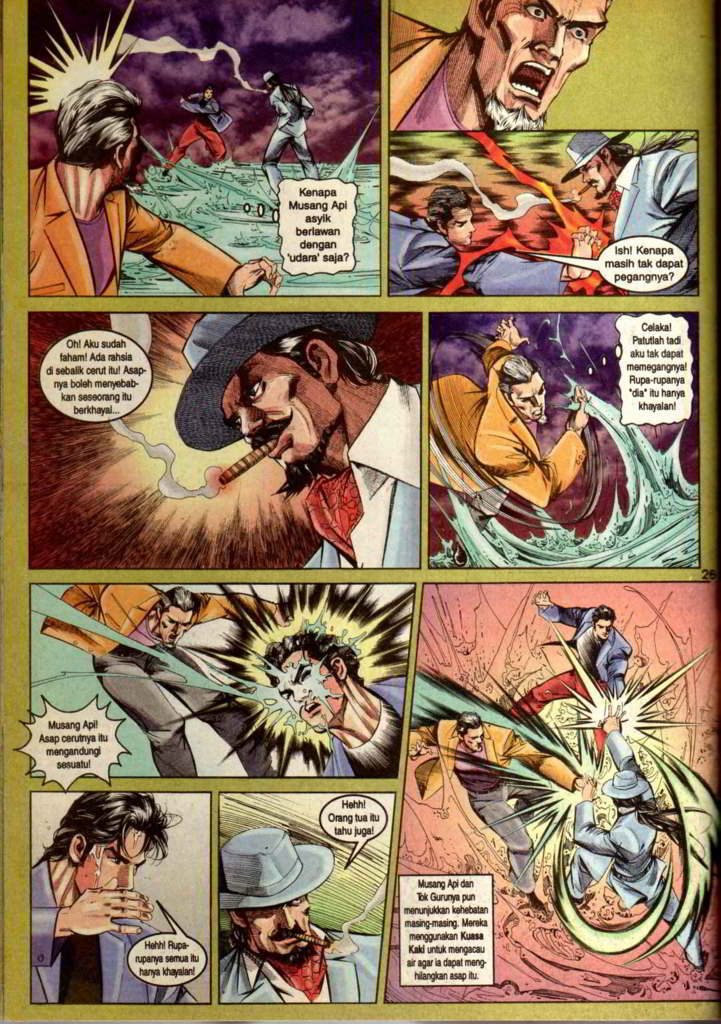 Kenapa
Musang Api
asyik
berlawan
dengan
'udara' saja?
Ish! Kenapa
masih tak dapat
pegangnya?
Oh! Aku sudah
faham! Ada rahsia
di sebalik cerut itu! Asap-
nya boleh menyebab-
kan seseorang itu
berkhayal...
Celaka!
Patutlah tadi
aku tak dapat
memegangnya!
Rupa-rupanya
"dia" itu hanya
khayalan!
26
Musang Api!
Asap cerutnya itu
mengandungi
sesuatu!
Hehh! Rupa-
rupanya semua itu
hanya khayalan!
Hehh!
Orang tua itu
tahu juga!
Musang Api dan
Tok Gurunya pun
menunjukkan kehebatan
masing-masing. Mereka
menggunakan Kuasa
Kaki untuk mengacau
air agar ia dapat meng-
hilangkan asap itu.